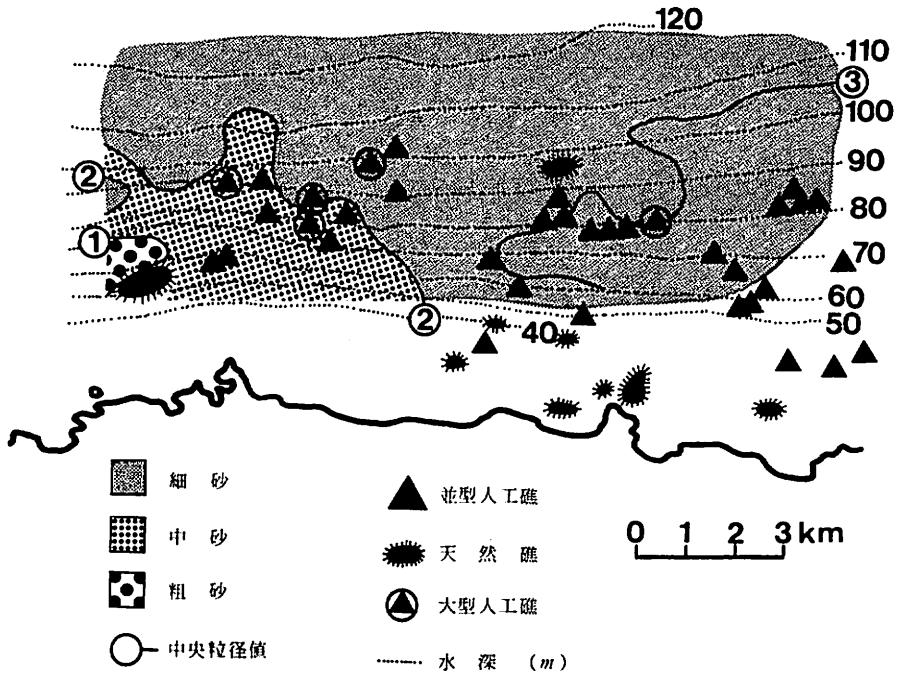 120
110
③
100
90
②
80
①
70
60
②
50
40
細 砂
中 砂
粗 砂
中央粒径値
並型人工礁
天 然 礁
大型人工礁
水 深 (m)
0 1 2 3 km